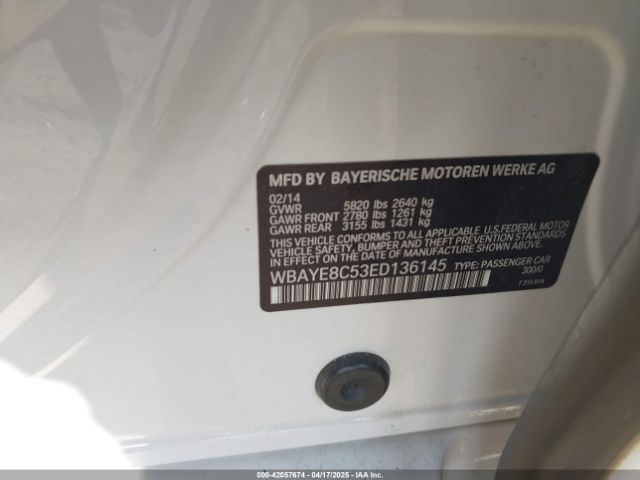 MFD BY BAYERISCHE MOTOREN WERKE AG
02/14
GVWR 5820 lbs 2640 kg
GAWR FRONT 2780 lbs 1261 kg
GAWR REAR 3155 lbs 1431 kg
THIS VEHICLE CONFORMS TO ALL APPLICABLE U.S.FEDERAL MOTOR
VEHICLE SAFETY, BUMPER, AND THEFT PREVENTION STANDARDS
IN EFFECT ON THE DATE OF MANUFACTURE SHOWN ABOVE.
WBAYE8C53ED136145 TYPE: PASSENGER CAR
300/0
7 315 614
000-42057674 | 04/17/2025 | IAA Inc.